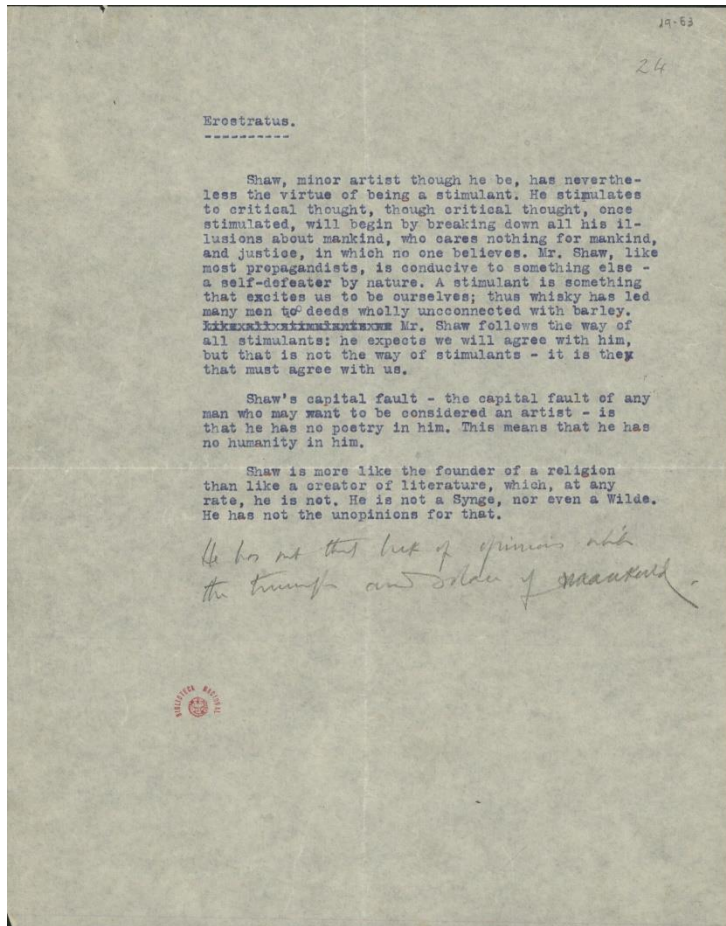 19-63
24
Erostratus.
----------
Shaw, minor artist though he be, has neverthe-
less the virtue of being a stimulant. He stimulates
to critical thought, though critical thought, once
stimulated, will begin by breaking down all his il-
lusions about mankind, who cares nothing for mankind,
and justice, in which no one believes. Mr. Shaw, like
most propagandists, is conducive to something else -
a self-defeater by nature. A stimulant is something
that excites us to be ourselves; thus whisky has led
many men to deeds wholly uncconnected with barley.
Mr. Shaw follows the way of
all stimulants: he expects we will agree with him,
but that is not the way of stimulants - it is they
that must agree with us.
Shaw's capital fault - the capital fault of any
man who may want to be considered an artist - is
that he has no poetry in him. This means that he has
no humanity in him.
Shaw is more like the founder of a religion
than like a creator of literature, which, at any
rate, he is not. He is not a Synge, nor even a Wilde.
He has not the unopinions for that.
He has not that lack of opinions which
the triumph and solace of mankind.
BIBLIOTECA NACIONAL